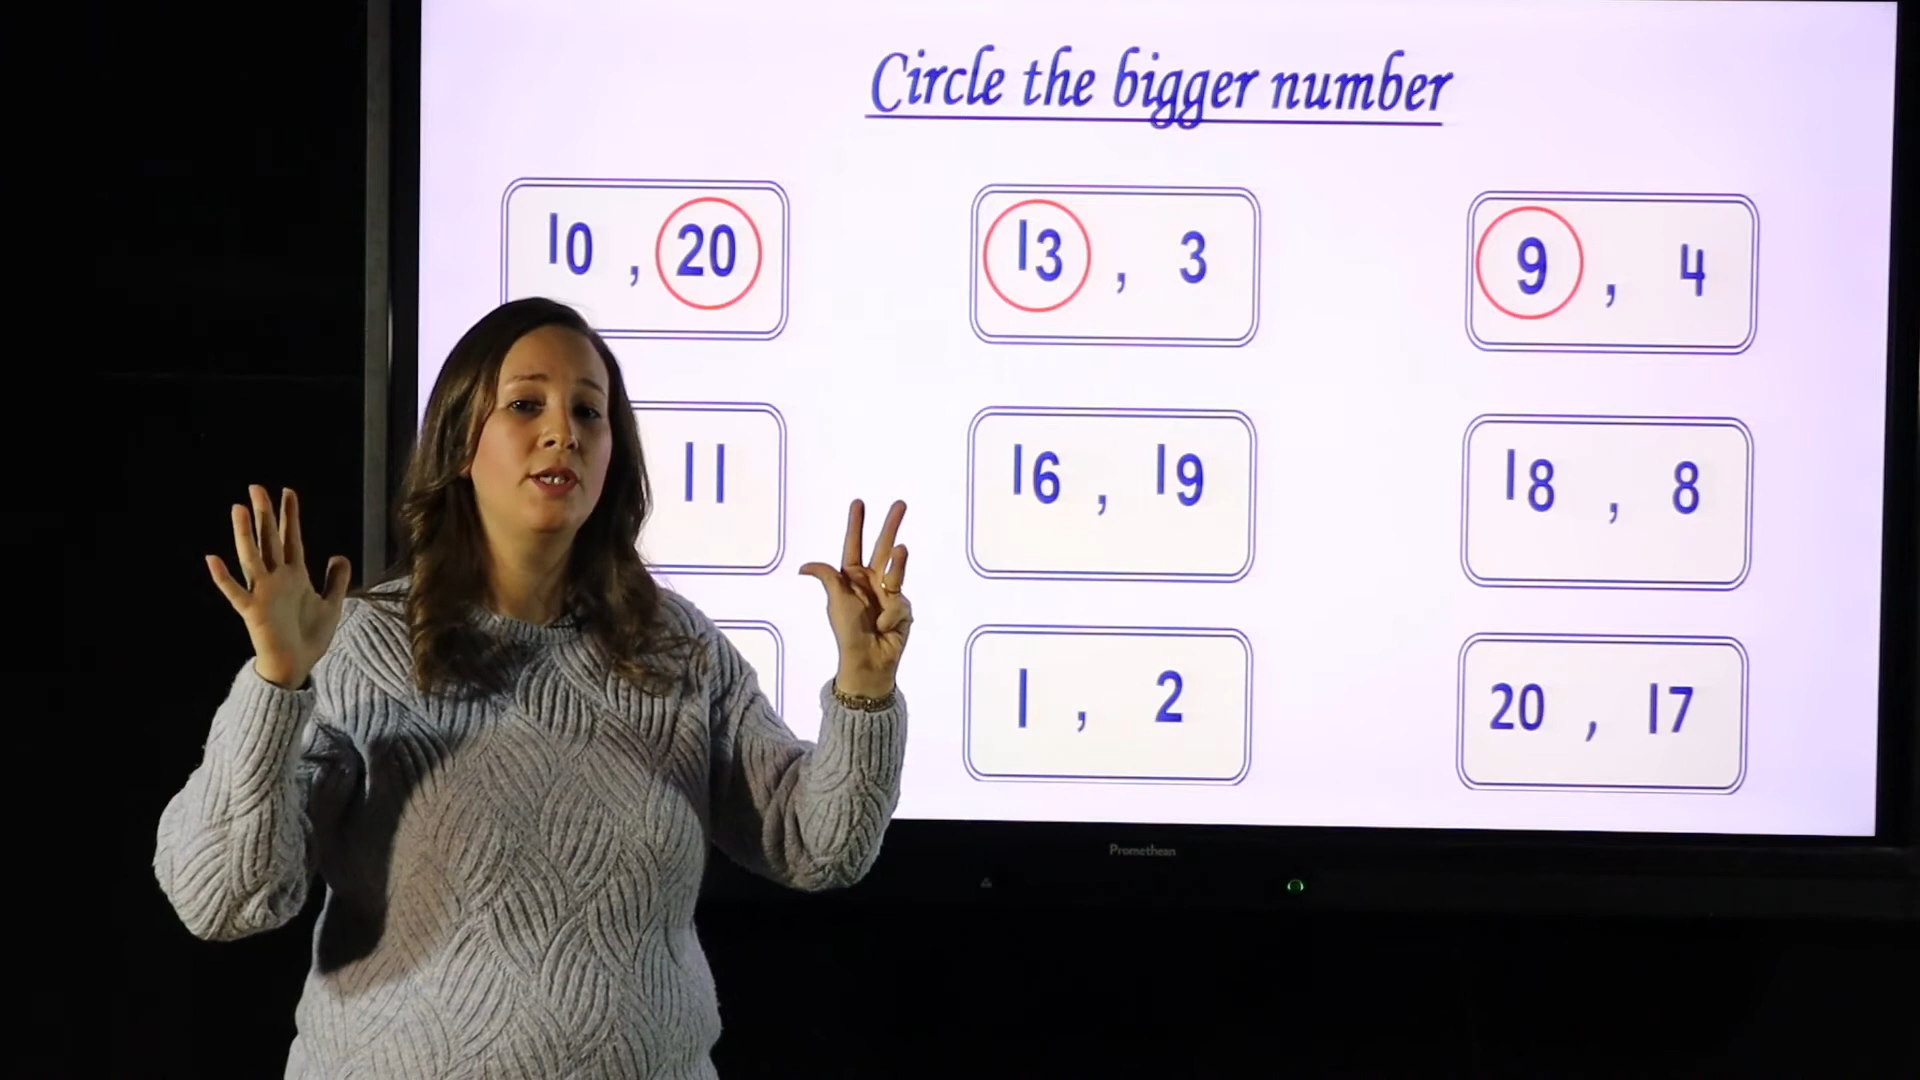 Circle the bigger number
10 , 20
13 , 3
9 , 4
11
16 , 19
18 , 8
1 , 2
20 , 17
Promethean